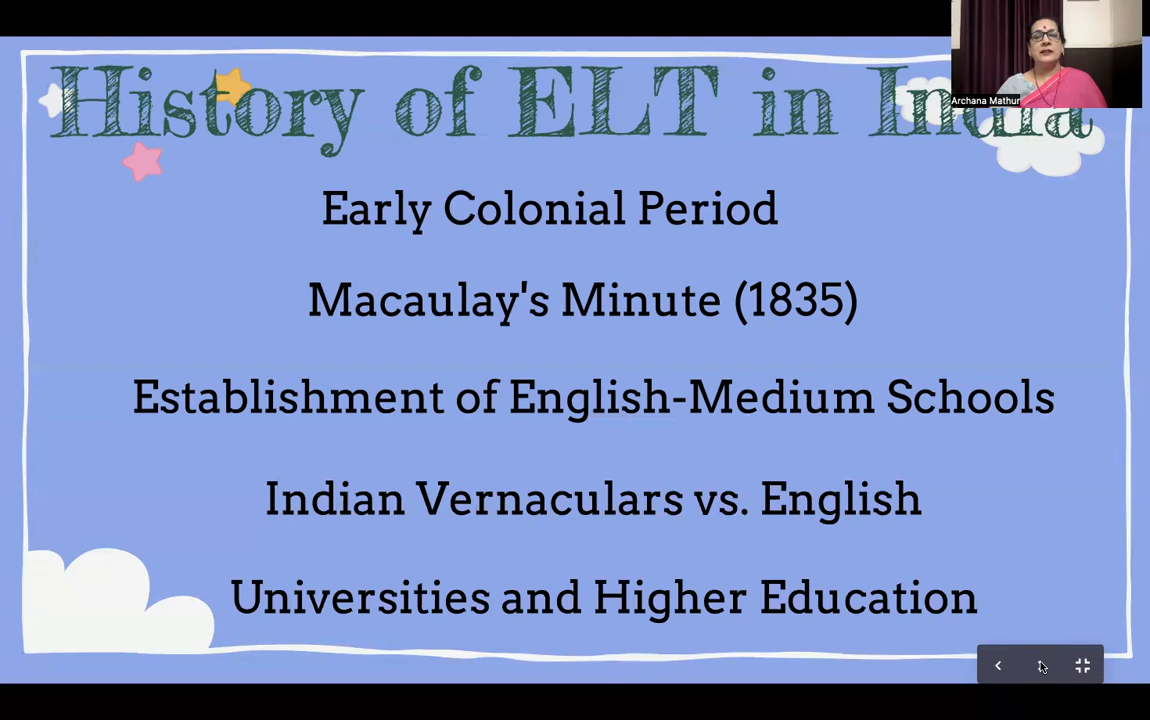 History of ELT in India
Archana Mathur
Early Colonial Period
Macaulay's Minute (1835)
Establishment of English-Medium Schools
Indian Vernaculars vs. English
Universities and Higher Education